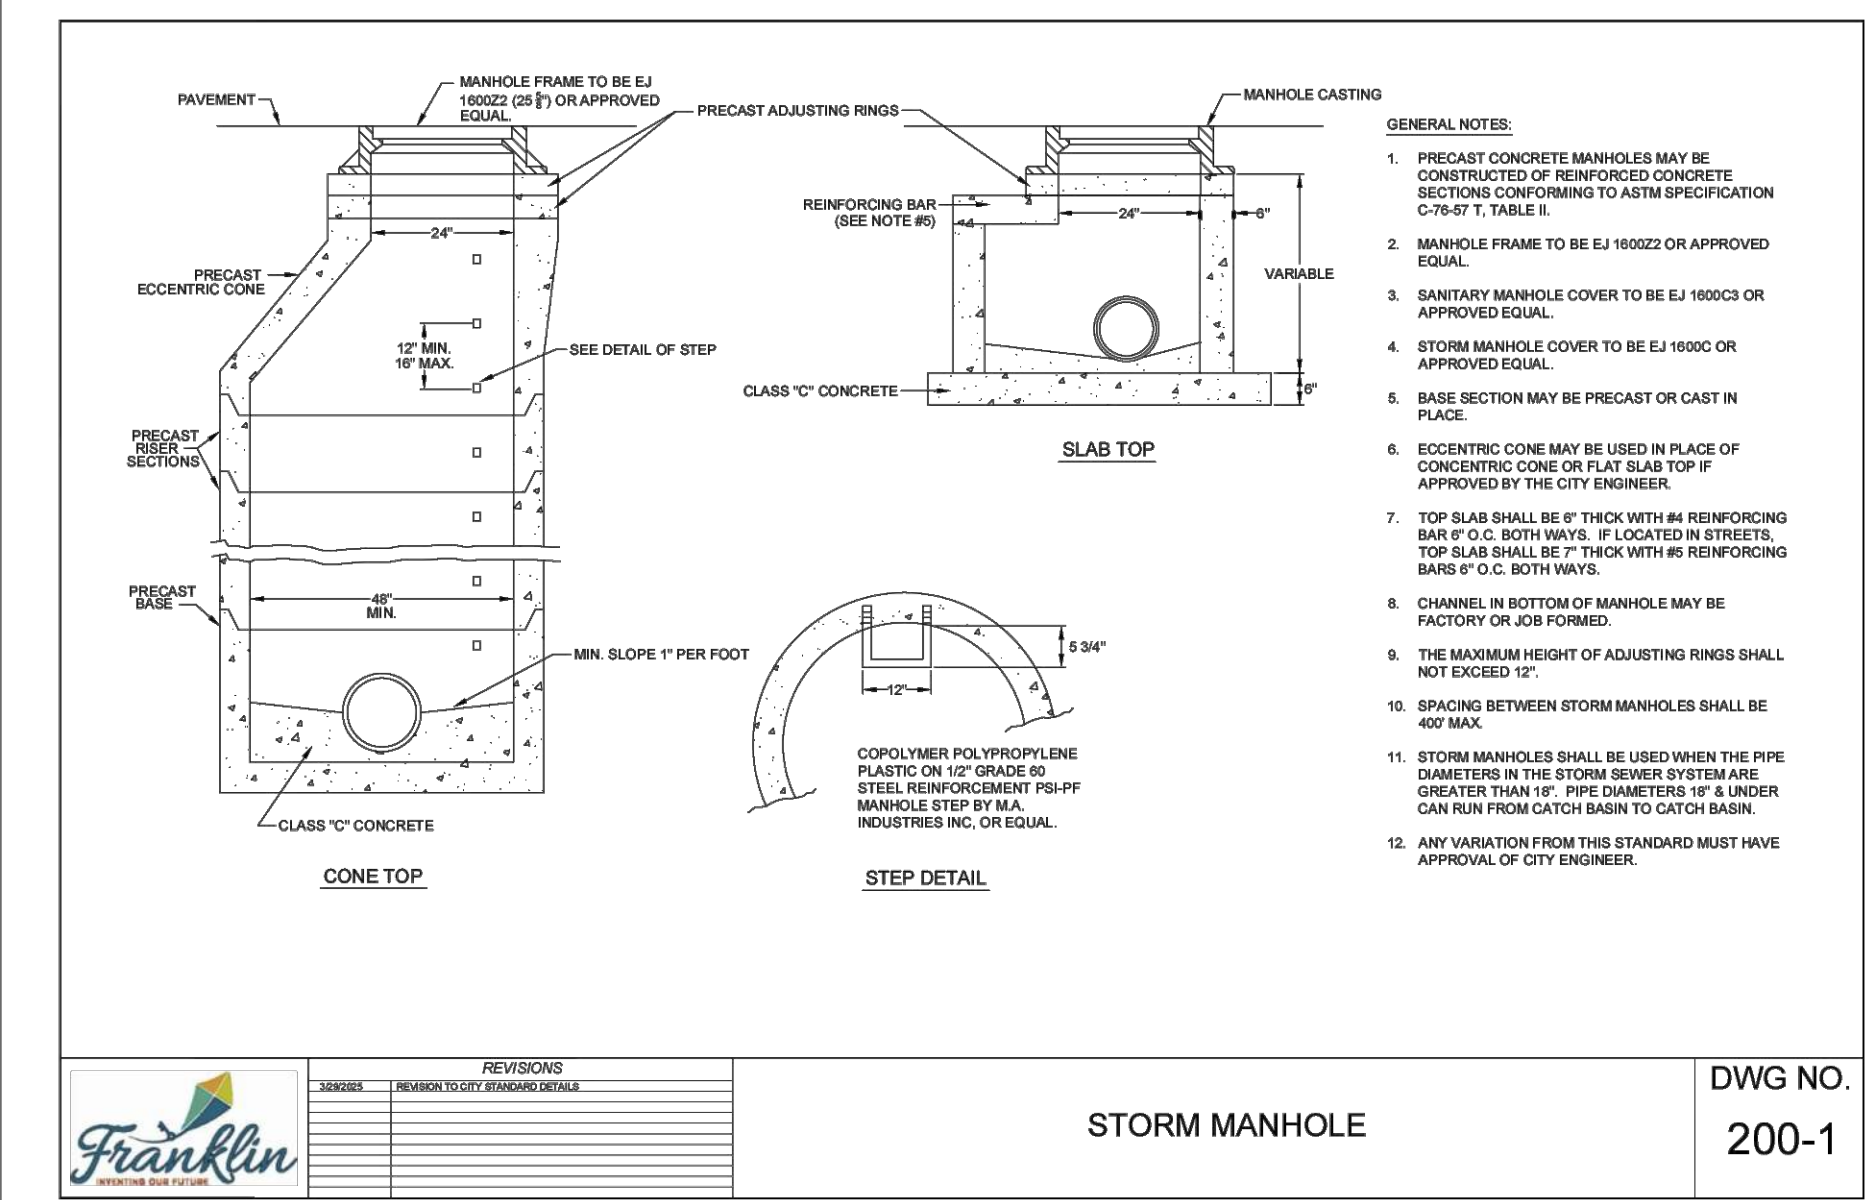 PAVEMENT
MANHOLE FRAME TO BE EJ
1600Z2 (25 5/8") OR APPROVED
EQUAL.
PRECAST ADJUSTING RINGS
24"
PRECAST
ECCENTRIC CONE
12" MIN.
16" MAX.
SEE DETAIL OF STEP
PRECAST
RISER
SECTIONS
PRECAST
BASE
48"
MIN.
MIN. SLOPE 1" PER FOOT
CLASS "C" CONCRETE
CONE TOP
MANHOLE CASTING
REINFORCING BAR
(SEE NOTE #5)
24"
6"
VARIABLE
CLASS "C" CONCRETE
6"
SLAB TOP
5 3/4"
12"
COPOLYMER POLYPROPYLENE
PLASTIC ON 1/2" GRADE 60
STEEL REINFORCEMENT PSI-PF
MANHOLE STEP BY M.A.
INDUSTRIES INC, OR EQUAL.
STEP DETAIL
GENERAL NOTES:
1. PRECAST CONCRETE MANHOLES MAY BE
CONSTRUCTED OF REINFORCED CONCRETE
SECTIONS CONFORMING TO ASTM SPECIFICATION
C-76-57 T, TABLE II.
2. MANHOLE FRAME TO BE EJ 1600Z2 OR APPROVED
EQUAL.
3. SANITARY MANHOLE COVER TO BE EJ 1600C3 OR
APPROVED EQUAL.
4. STORM MANHOLE COVER TO BE EJ 1600C OR
APPROVED EQUAL.
5. BASE SECTION MAY BE PRECAST OR CAST IN
PLACE.
6. ECCENTRIC CONE MAY BE USED IN PLACE OF
CONCENTRIC CONE OR FLAT SLAB TOP IF
APPROVED BY THE CITY ENGINEER.
7. TOP SLAB SHALL BE 6" THICK WITH #4 REINFORCING
BAR 6" O.C. BOTH WAYS. IF LOCATED IN STREETS,
TOP SLAB SHALL BE 7" THICK WITH #5 REINFORCING
BARS 6" O.C. BOTH WAYS.
8. CHANNEL IN BOTTOM OF MANHOLE MAY BE
FACTORY OR JOB FORMED.
9. THE MAXIMUM HEIGHT OF ADJUSTING RINGS SHALL
NOT EXCEED 12".
10. SPACING BETWEEN STORM MANHOLES SHALL BE
400' MAX.
11. STORM MANHOLES SHALL BE USED WHEN THE PIPE
DIAMETERS IN THE STORM SEWER SYSTEM ARE
GREATER THAN 18". PIPE DIAMETERS 18" & UNDER
CAN RUN FROM CATCH BASIN TO CATCH BASIN.
12. ANY VARIATION FROM THIS STANDARD MUST HAVE
APPROVAL OF CITY ENGINEER.
Franklin
INVENTING OUR FUTURE
REVISIONS
3/29/2025 REVISION TO CITY STANDARD DETAILS
STORM MANHOLE
DWG NO.
200-1